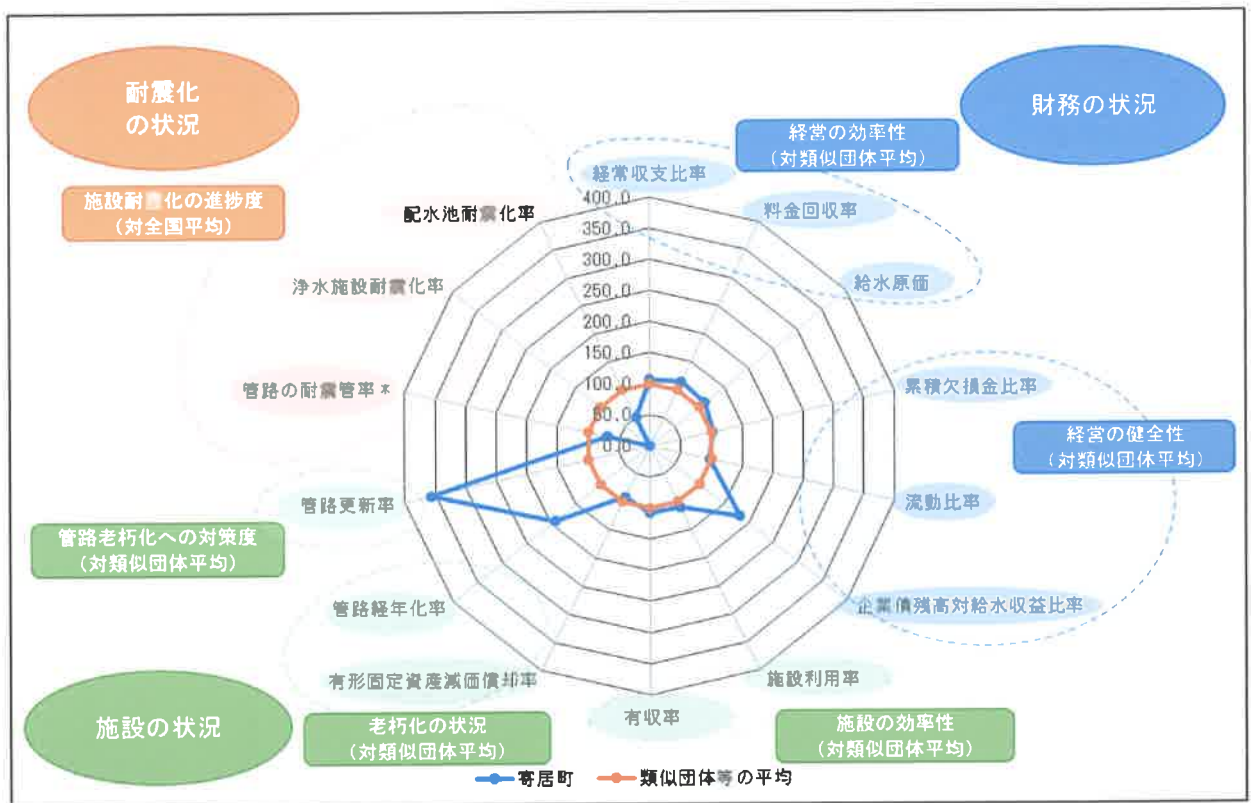 耐震化
の状況
財務の状況
経営の効率性
(対類似団体平均)
施設耐震化の進捗度
(対全国平均)
経常収支比率
配水池耐震化率
料金回収率
浄水施設耐震化率
給水原価
管路の耐震管率*
累積欠損金比率
経営の健全性
(対類似団体平均)
管路更新率
流動比率
管路老朽化への対策度
(対類似団体平均)
管路経年化率
企業債残高対給水収益比率
有形固定資産減価償却率
施設利用率
有収率
施設の状況
老朽化の状況
(対類似団体平均)
施設の効率性
(対類似団体平均)
400.0
350.0
300.0
250.0
200.0
150.0
100.0
50.0
0.0
寄居町
類似団体等の平均